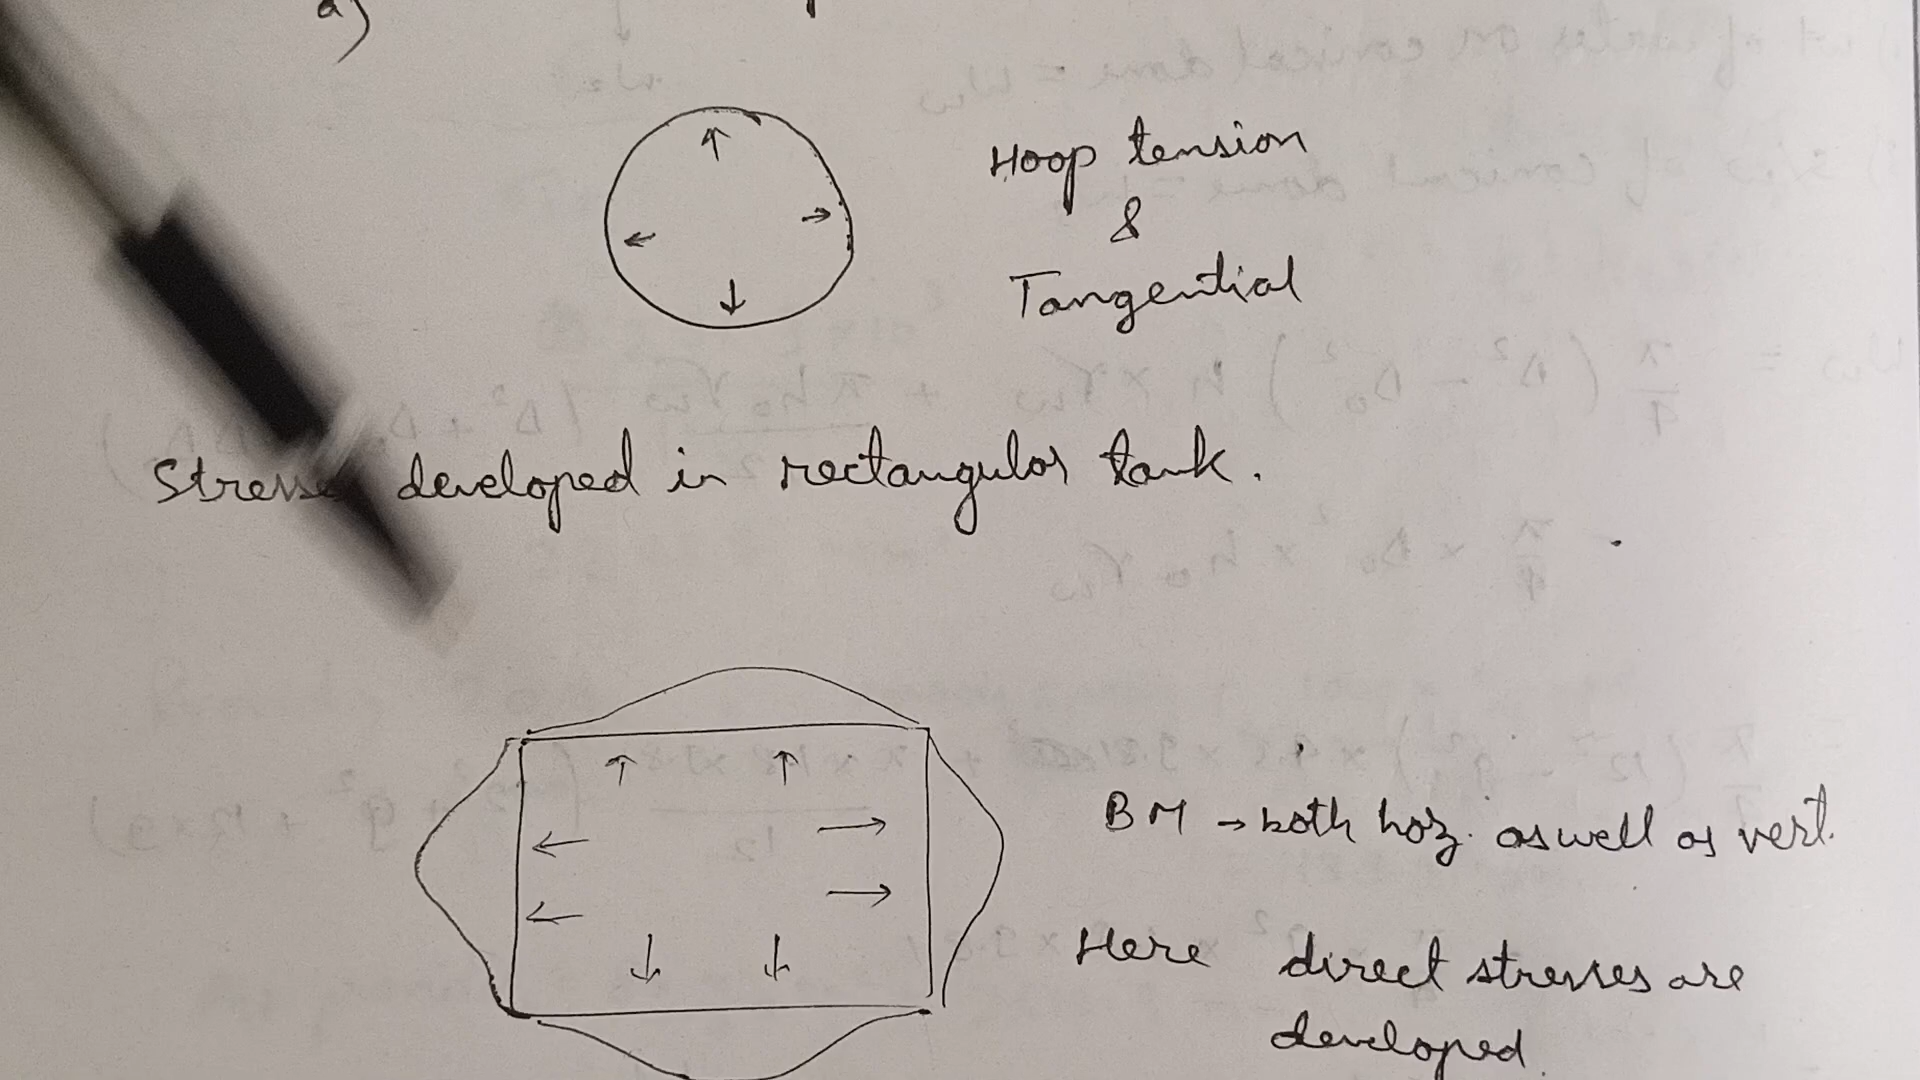 a)
Hoop tension
&
Tangential
developed in rectangular tank.
BM → both hoz. as well as vert.
Here direct stresses are
developed.